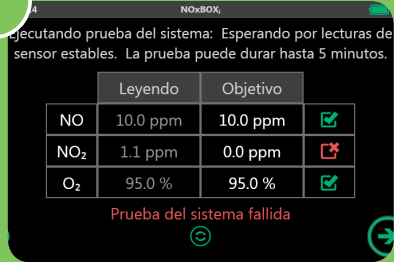 4
NOxBOXi
Ejecutando prueba del sistema: Esperando por lecturas de
sensor estables. La prueba puede durar hasta 5 minutos.
Leyendo Objetivo
NO 10.0 ppm 10.0 ppm
NO₂ 1.1 ppm 0.0 ppm
O₂ 95.0 % 95.0 %
Prueba del sistema fallida